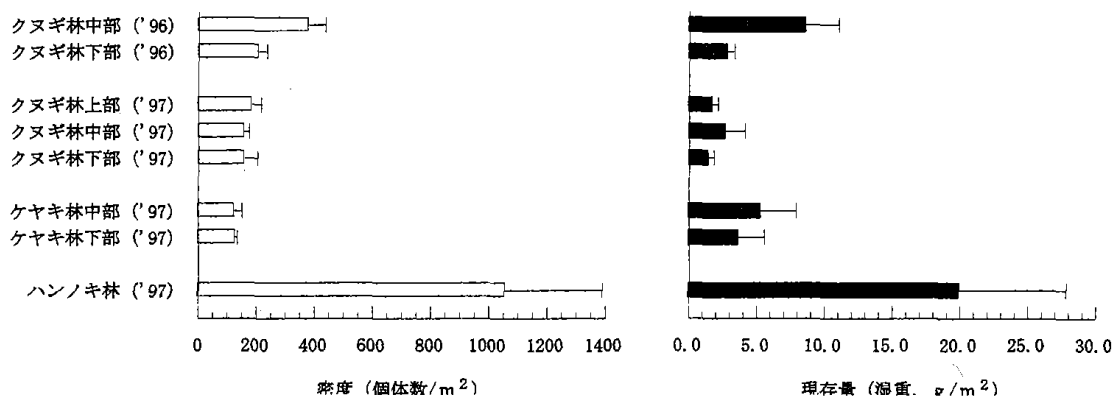 クヌギ林中部 ('96)
クヌギ林下部 ('96)
クヌギ林上部 ('97)
クヌギ林中部 ('97)
クヌギ林下部 ('97)
ケヤキ林中部 ('97)
ケヤキ林下部 ('97)
ハンノキ林 ('97)
0 200 400 600 800 1000 1200 1400
密度 (個体数/m²)
0.0 5.0 10.0 15.0 20.0 25.0 30.0
現存量 (湿重, g/m²)